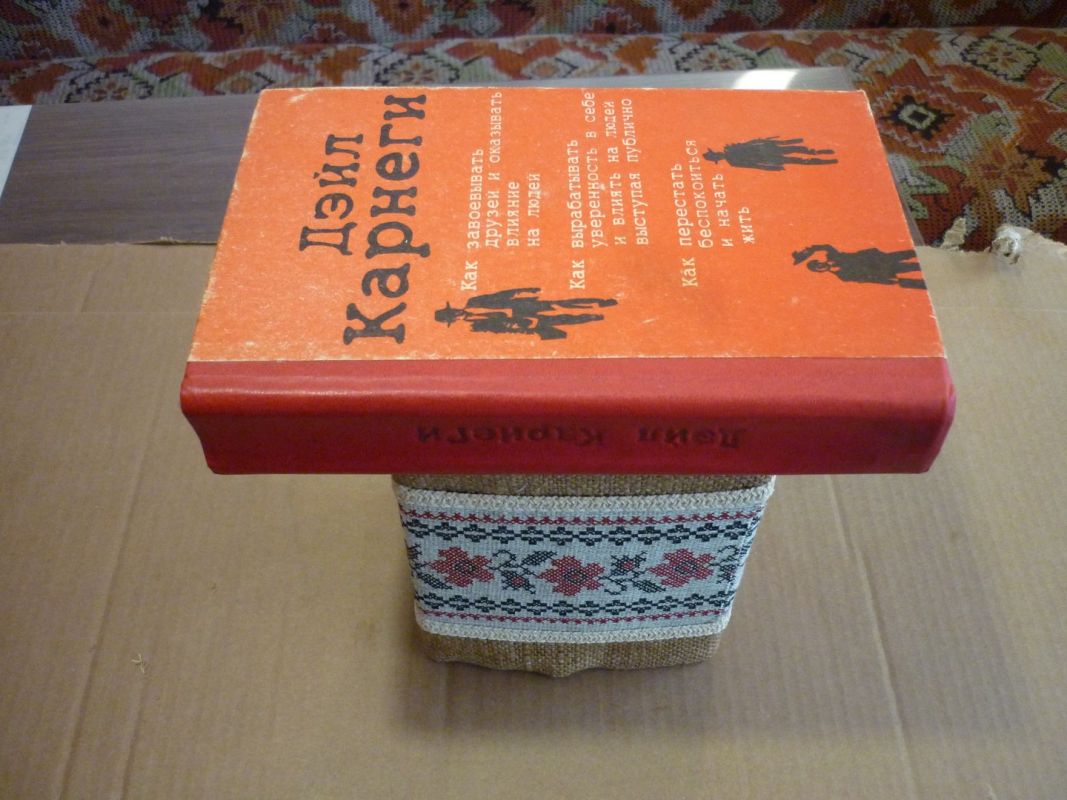 Дэйл
Карнеги
Как завоевывать
друзей и оказывать
влияние
на людей
Как вырабатывать
уверенность в себе
и влиять на людей
выступая публично
Как перестать
беспокоиться
и начать
жить
Дейл Карнеги